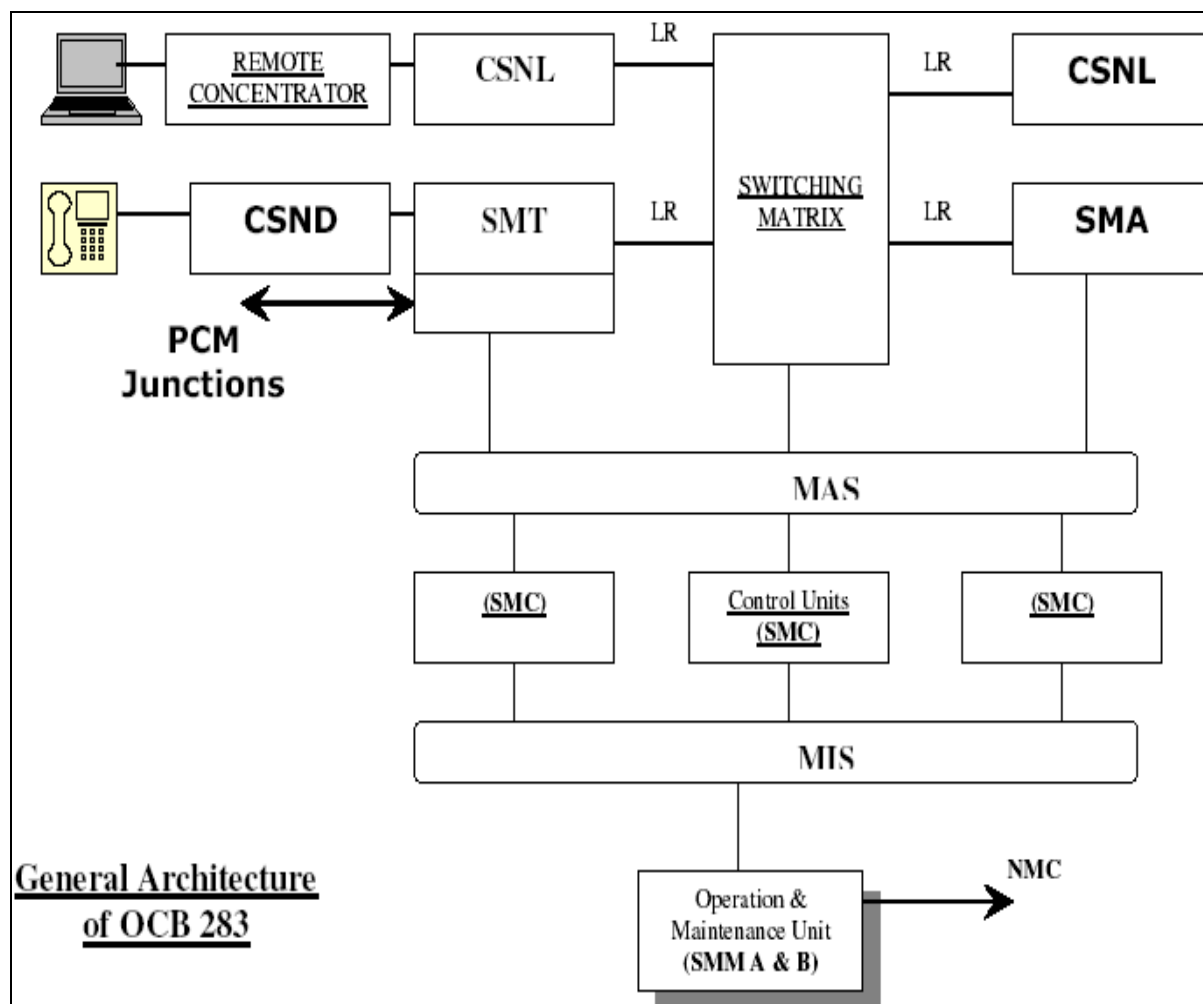 LR
REMOTE
CONCENTRATOR
CSNL
LR
CSNL
SWITCHING
MATRIX
CSND
SMT
LR
LR
SMA
PCM
Junctions
MAS
(SMC)
Control Units
(SMC)
(SMC)
MIS
General Architecture
of OCB 283
Operation &
Maintenance Unit
(SMM A & B)
NMC